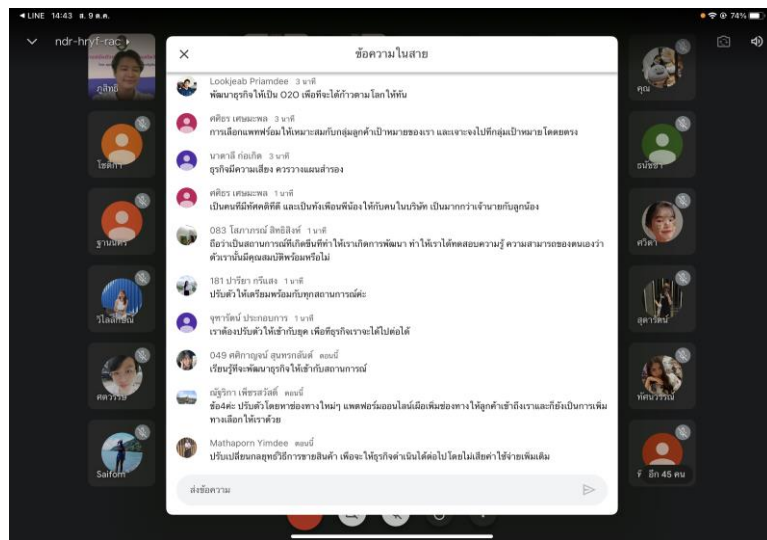 LINE 14:43 ส. 9 ต.ค.
74%
ndr-hryf-rac
ข้อความในสาย
ภูสิทธิ
คุณ
Lookjeab Priamdee 3 นาที
พัฒนาธุรกิจให้เป็น O2O เพื่อที่จะได้ก้าวตามโลกให้ทัน
ศศิธร เศษมะพล 3 นาที
การเลือกแพทฟร์อมให้เหมาะสมกับกลุ่มลูกค้าเป้าหมายของเรา และเจาะจงไปที่กลุ่มเป้าหมายโดยตรง
โชติกา
ธนัชชา
นาตาลี ก่อเกิด 3 นาที
ธุรกิจมีความเสี่ยง ควรวางแผนสำรอง
ศศิธร เศษมะพล 1 นาที
เป็นคนที่มีทัศคติที่ดี และเป็นทั้งเพื่อนพี่น้องให้กับคนในบริษัท เป็นมากกว่าเจ้านายกับลูกน้อง
083 โสภาภรณ์ สิทธิสิงห์ 1 นาที
ถือว่าเป็นสถานการณ์ที่เกิดขึ้นที่ทำให้เราเกิดการพัฒนา ทำให้เราได้ทดสอบความรู้ ความสามารถของตนเองว่า
ตัวเรานั้นมีคุณสมบัติพร้อมหรือไม่
ฐานนคร
ศวิตา
181 ปาริยา กรีแสง 1 นาที
ปรับตัวให้เตรียมพร้อมกับทุกสถานการณ์ค่ะ
จุฑารัตน์ ประกอบการ 1 นาที
เราต้องปรับตัวให้เข้ากับยุค เพื่อที่ธุรกิจเราจะได้ไปต่อได้
วิไลลักษณ์
สุดารัตน์
049 ศศิกาญจน์ สุนทรกลัมต์ ตอนนี้
เรียนรู้ที่จะพัฒนาธุรกิจให้เข้ากับสถานการณ์
ณัฐริกา เพ็ชรสวัสดิ์ ตอนนี้
ข้อ4ค่ะ ปรับตัวโดยหาช่องทางใหม่ๆ แพตฟอร์มออนไลน์เผื่อเพิ่มช่องทางให้ลูกค้าเข้าถึงเราและก็ยังเป็นการเพิ่ม
ทางเลือกให้เราด้วย
ศตวรรษ
ทัศนวรรณ
Mathaporn Yimdee ตอนนี้
ปรับเปลี่ยนกลยุทธ์วิธีการขายสินค้า เพื่อจะให้ธุรกิจดำเนินได้ต่อไปโดยไม่เสียค่าใช้จ่ายเพิ่มเติม
Saifom
อีก 45 คน
ส่งข้อความ